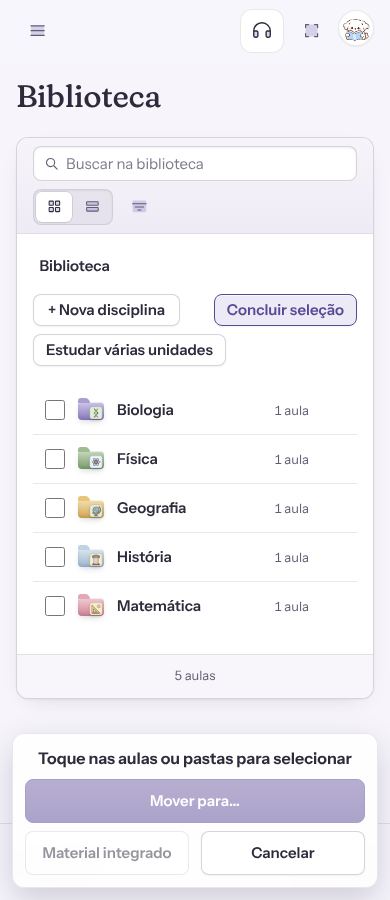 Biblioteca
Buscar na biblioteca
Biblioteca
+ Nova disciplina
Concluir seleção
Estudar várias unidades
Biologia 1 aula
Física 1 aula
Geografia 1 aula
História 1 aula
Matemática 1 aula
5 aulas
Toque nas aulas ou pastas para selecionar
Mover para...
Material integrado
Cancelar